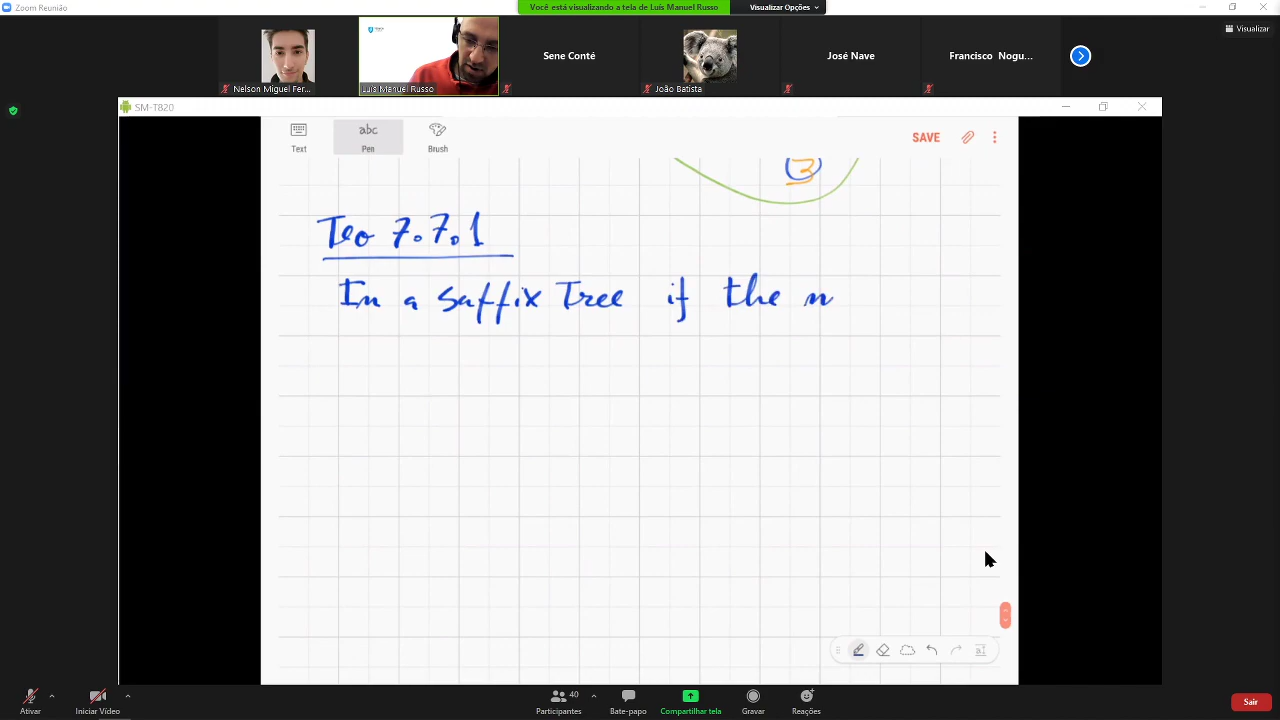 Zoom Reunião
Você está visualizando a tela de Luís Manuel Russo
Visualizar Opções
Visualizar
Nelson Miguel Fer...
Luís Manuel Russo
Sene Conté
João Batista
José Nave
Francisco Nogu...
SM-T820
Text
abc
Pen
Brush
SAVE
3
Teo 7.7.1
In a suffix Tree if the n
Ativar
Iniciar Vídeo
40
Participantes
Bate-papo
Compartilhar tela
Gravar
Reações
Sair